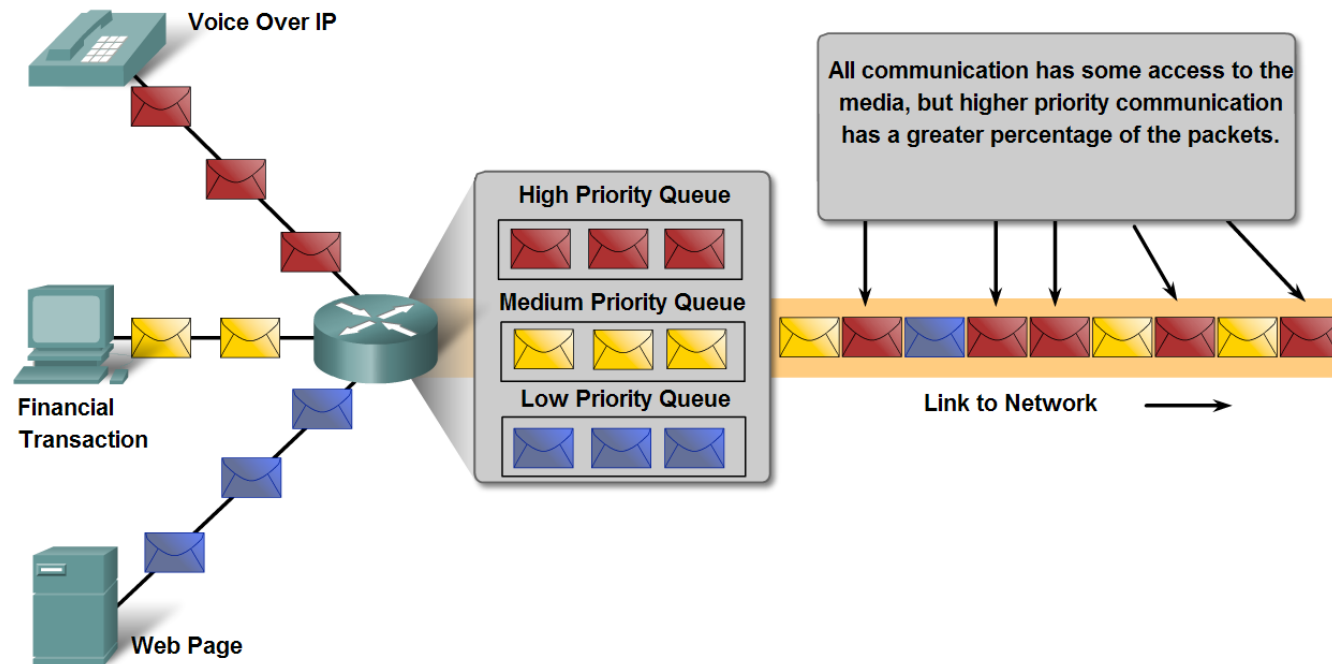 Voice Over IP
All communication has some access to the
media, but higher priority communication
has a greater percentage of the packets.
High Priority Queue
Medium Priority Queue
Low Priority Queue
Financial
Transaction
Link to Network
Web Page